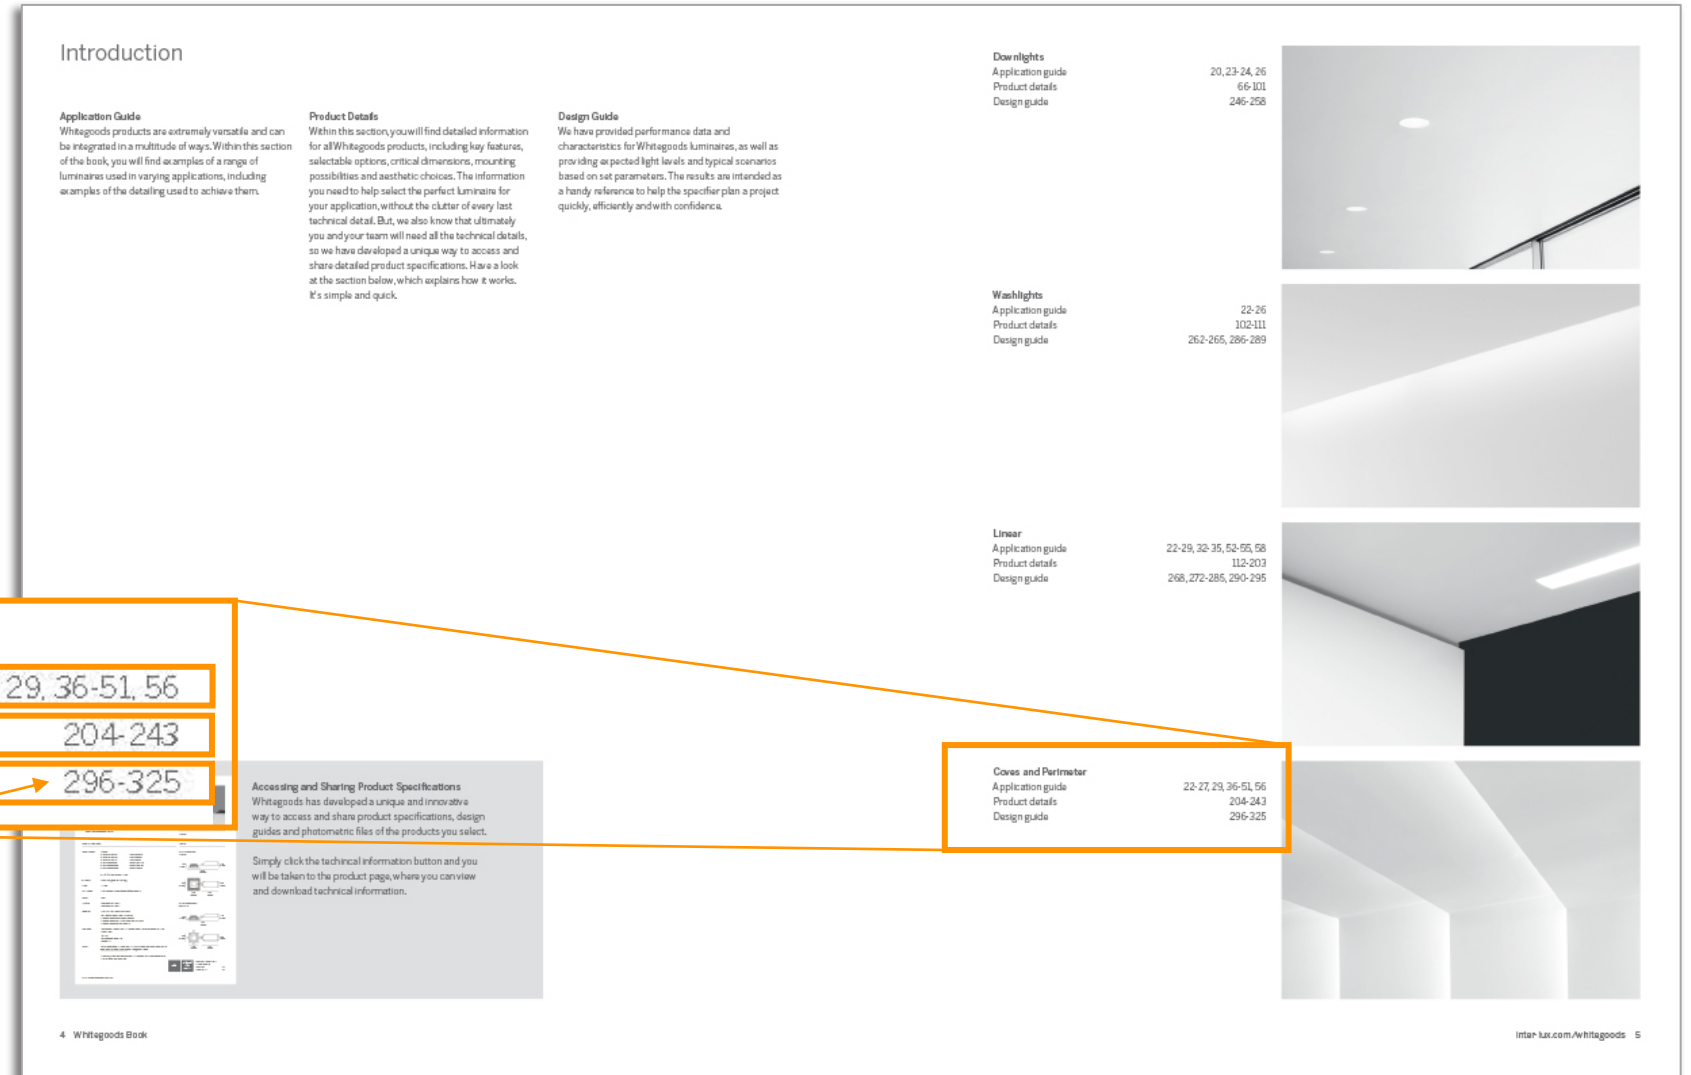 Introduction
Application Guide
Whitegoods products are extremely versatile and can
be integrated in a multitude of ways. Within this section
of the book, you will find examples of a range of
luminaires used in varying applications, including
examples of the detailing used to achieve them.
Product Details
Within this section, you will find detailed information
for all Whitegoods products, including key features,
selectable options, critical dimensions, mounting
possibilities and aesthetic choices. The information
you need to help select the perfect luminaire for
your application, without the clutter of every last
technical detail. But, we also know that ultimately
you and your team will need all the technical details,
so we have developed a unique way to access and
share detailed product specifications. Have a look
at the section below, which explains how it works.
It's simple and quick.
Design Guide
We have provided performance data and
characteristics for Whitegoods luminaires, as well as
providing expected light levels and typical scenarios
based on set parameters. The results are intended as
a handy reference to help the specifier plan a project
quickly, efficiently and with confidence.
Downlights
Application guide 20, 23-24, 26
Product details 66-101
Design guide 246-258
Washlights
Application guide 22-26
Product details 102-111
Design guide 262-265, 286-289
Linear
Application guide 22-29, 32-35, 52-55, 58
Product details 112-203
Design guide 268, 272-285, 290-295
29, 36-51, 56
204-243
296-325
Accessing and Sharing Product Specifications
Whitegoods has developed a unique and innovative
way to access and share product specifications, design
guides and photometric files of the products you select.
Simply click the techincal information button and you
will be taken to the product page, where you can view
and download technical information.
Coves and Perimeter
Application guide 22-27, 29, 36-51, 56
Product details 204-243
Design guide 296-325
4 Whitegoods Book
inter-lux.com/whitegoods 5